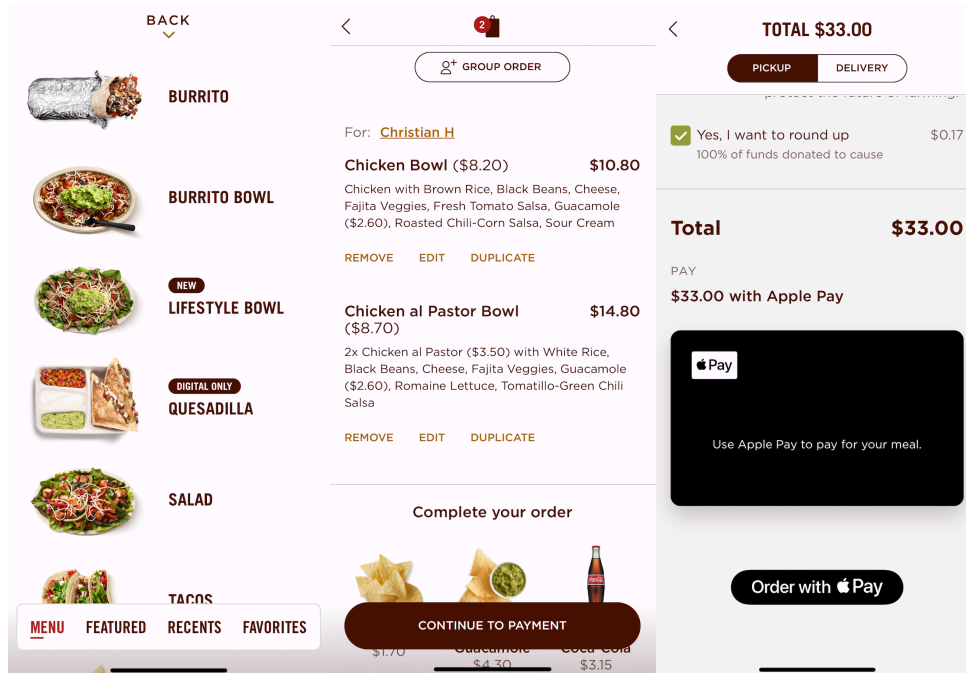 BACK
BURRITO
BURRITO BOWL
NEW
LIFESTYLE BOWL
DIGITAL ONLY
QUESADILLA
SALAD
TACOS
MENU FEATURED RECENTS FAVORITES
2
GROUP ORDER
For: Christian H
Chicken Bowl ($8.20) $10.80
Chicken with Brown Rice, Black Beans, Cheese,
Fajita Veggies, Fresh Tomato Salsa, Guacamole
($2.60), Roasted Chili-Corn Salsa, Sour Cream
REMOVE EDIT DUPLICATE
Chicken al Pastor Bowl $14.80
($8.70)
2x Chicken al Pastor ($3.50) with White Rice,
Black Beans, Cheese, Fajita Veggies, Guacamole
($2.60), Romaine Lettuce, Tomatillo-Green Chili
Salsa
REMOVE EDIT DUPLICATE
Complete your order
Coca-Cola
CONTINUE TO PAYMENT
Guacamole Coca-Cola
$1.70 $4.30 $3.15
TOTAL $33.00
PICKUP DELIVERY
protect the future of farming.
Yes, I want to round up $0.17
100% of funds donated to cause
Total $33.00
PAY
$33.00 with Apple Pay
Pay
Use Apple Pay to pay for your meal.
Order with Pay